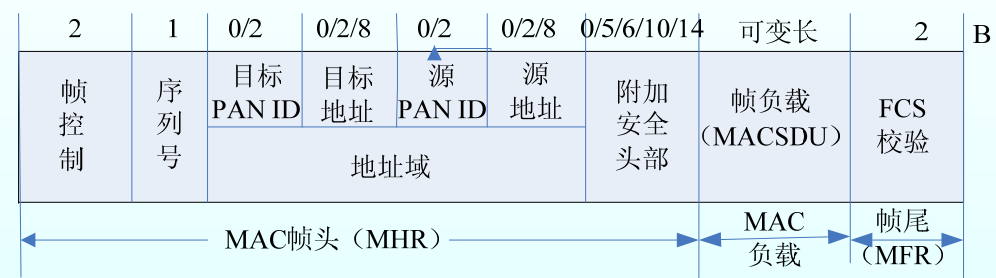 2 1 0/2 0/2/8 0/2 0/2/8 0/5/6/10/14 可变长 2 B
帧控制
序列号
目标
PAN ID
目标
地址
源
PAN ID
源
地址
地址域
附加
安全
头部
帧负载
（MACSDU）
FCS
校验
MAC帧头（MHR）
MAC
负载
帧尾
（MFR）